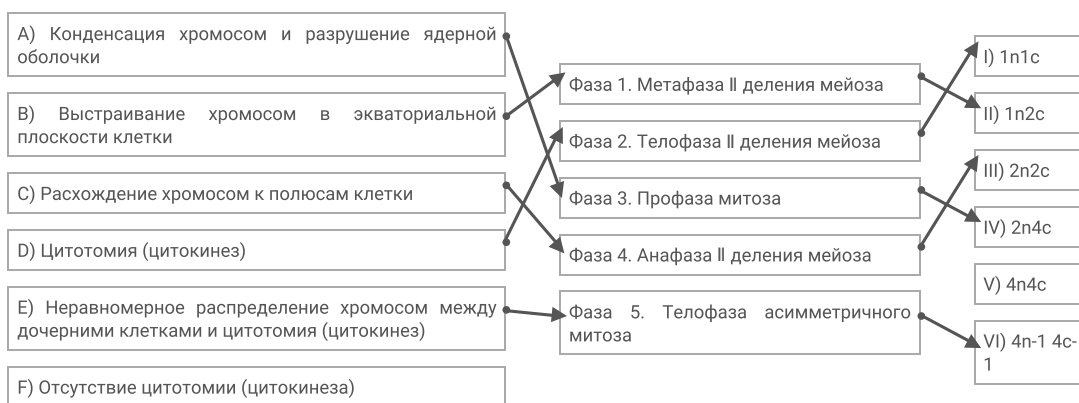 A) Конденсация хромосом и разрушение ядерной
оболочки
B) Выстраивание хромосом в экваториальной
плоскости клетки
C) Расхождение хромосом к полюсам клетки
D) Цитотомия (цитокинез)
E) Неравномерное распределение хромосом между
дочерними клетками и цитотомия (цитокинез)
F) Отсутствие цитотомии (цитокинеза)
Фаза 1. Метафаза II деления мейоза
Фаза 2. Телофаза II деления мейоза
Фаза 3. Профаза митоза
Фаза 4. Анафаза II деления мейоза
Фаза 5. Телофаза асимметричного
митоза
I) 1n1c
II) 1n2c
III) 2n2c
IV) 2n4c
V) 4n4c
VI) 4n-1 4c-
1